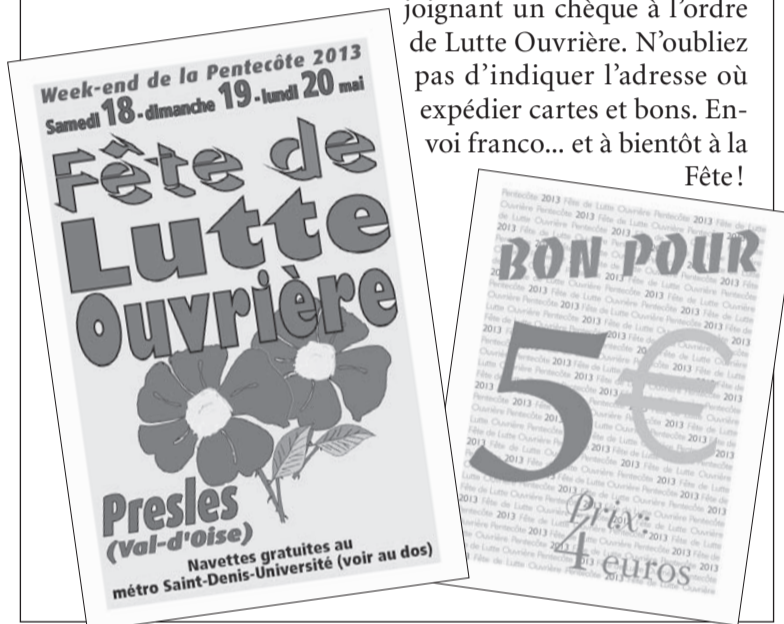 joignant un chèque à l'ordre
de Lutte Ouvrière. N'oubliez
pas d'indiquer l'adresse où
expédier cartes et bons. En-
voi franco... et à bientôt à la
Fête !
Week-end de la Pentecôte 2013
Samedi 18 - dimanche 19 - lundi 20 mai
Fête de
Lutte
Ouvrière
Presles
(Val-d'Oise)
Navettes gratuites au
métro Saint-Denis-Université (voir au dos)
BON POUR
5€
Prix:
4 euros